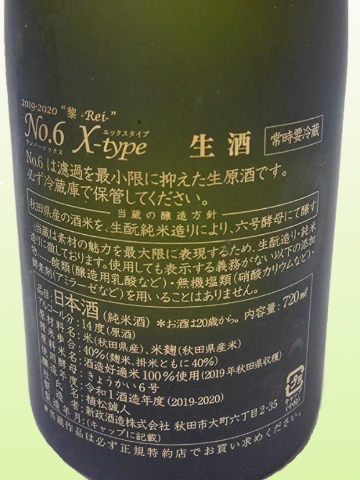 2019-2020 "黎 -Rei-"
No.6 X-type 生酒 常時要冷蔵
ナンバーシックス エックスタイプ
No.6 は濾過を最小限に抑えた生原酒です。
必ず冷蔵庫で保管してください。
当蔵の醸造方針
秋田県産の酒米を、生酛純米造りにより、六号酵母にて醸す
当蔵は素材の魅力を最大限に表現するため、生酛造り・純米
造りに徹しております。使用しても表示する義務がない以下の添加
酸類(醸造用乳酸など)・無機塩類(硝酸カリウムなど)・
酵素剤(アミラーゼなど)を用いることはありません。
品目:日本酒(純米酒) *お酒は20歳から。内容量:720ml
アルコール分:14度(原酒)
原材料名:米(秋田県産)、米麹(秋田県産米)
精米歩合:40%(麹米、掛米ともに40%)
酒造好適米100%使用(2019年秋田県収穫)
きょうかい6号
令和1酒造年度(2019-2020)
植松誠人
新政酒造株式会社 秋田市大町六丁目2-35
製造年月:(キャップに記載)
当蔵作品は必ず正規特約店でお買い求めください。